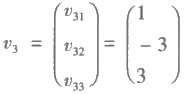 v₃ = (v₃₁ v₃₂ v₃₃) = (1 - 3 3)